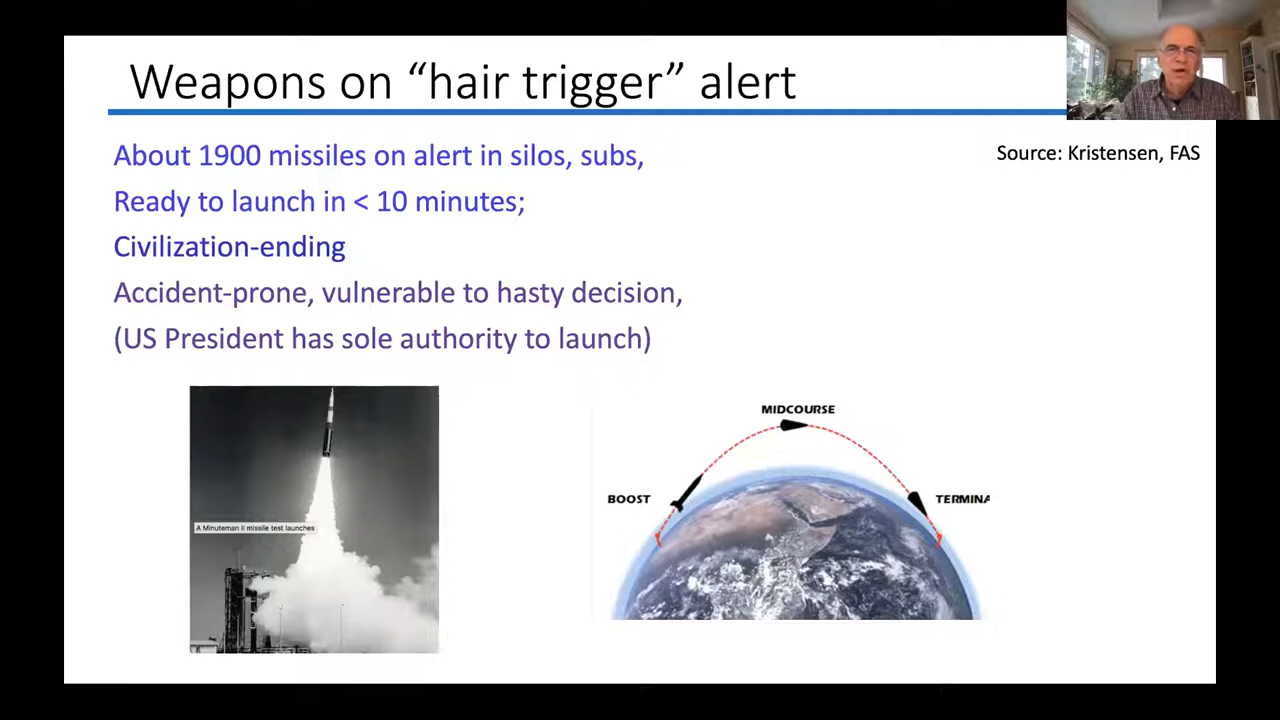 Weapons on “hair trigger” alert
About 1900 missiles on alert in silos, subs,
Source: Kristensen, FAS
Ready to launch in < 10 minutes;
Civilization-ending
Accident-prone, vulnerable to hasty decision,
(US President has sole authority to launch)
A Minuteman II missile test launches
MIDCOURSE
BOOST
TERMINA